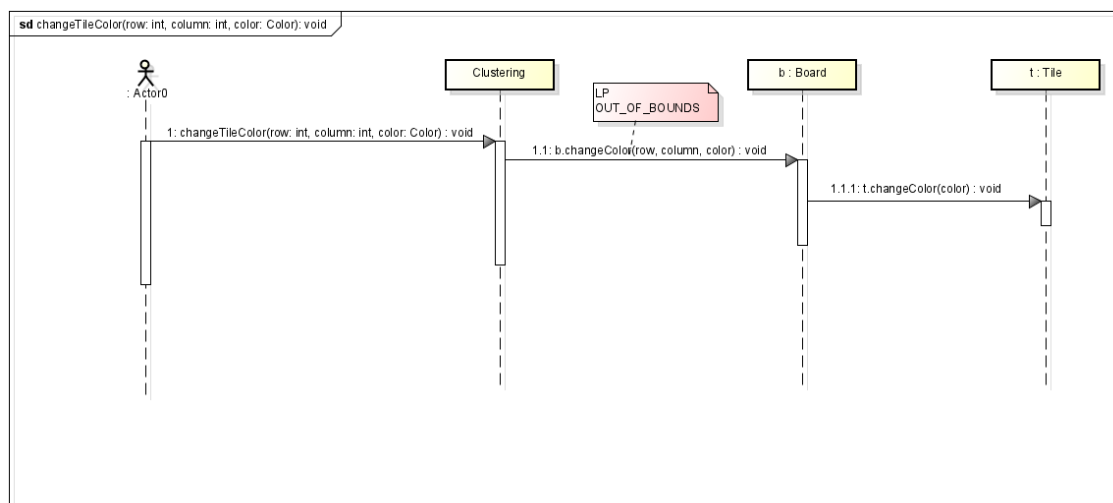 sd changeTileColor(row: int, column: int, color: Color): void
: Actor0
Clustering
LP
OUT_OF_BOUNDS
b : Board
t : Tile
1: changeTileColor(row: int, column: int, color: Color) : void
1.1: b.changeColor(row, column, color) : void
1.1.1: t.changeColor(color) : void